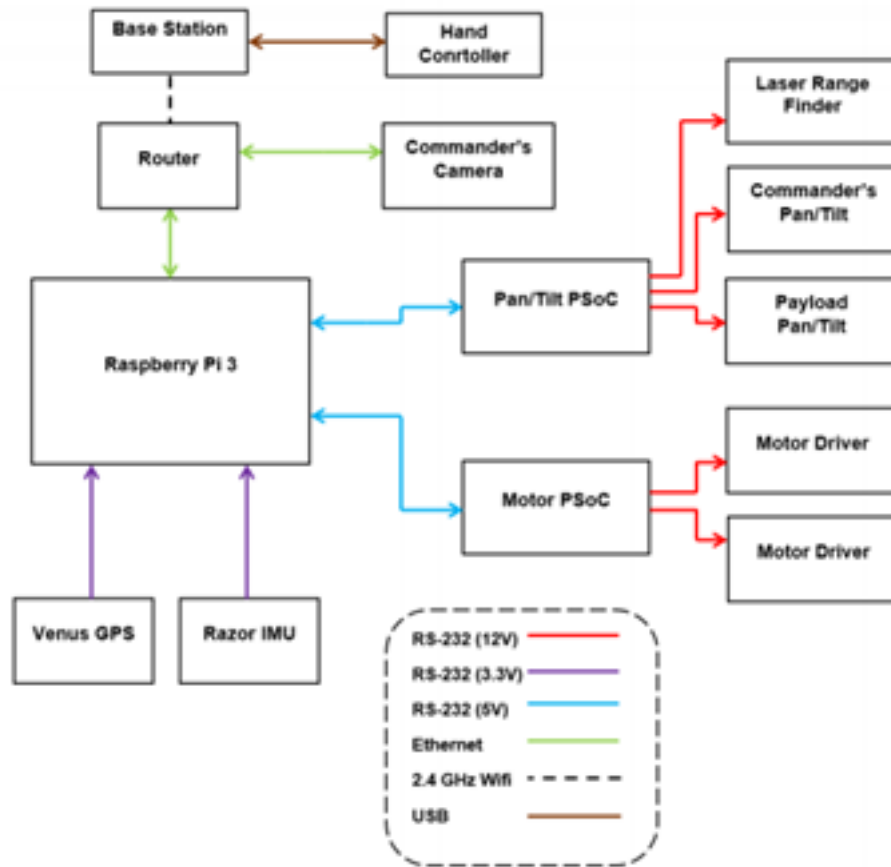 Base Station
Hand
Conrtoller
Laser Range
Finder
Router
Commander's
Camera
Commander's
Pan/Tilt
Pan/Tilt PSoC
Payload
Pan/Tilt
Raspberry Pi 3
Motor Driver
Motor PSoC
Motor Driver
Venus GPS
Razor IMU
RS-232 (12V)
RS-232 (3.3V)
RS-232 (5V)
Ethernet
2.4 GHz Wifi
USB